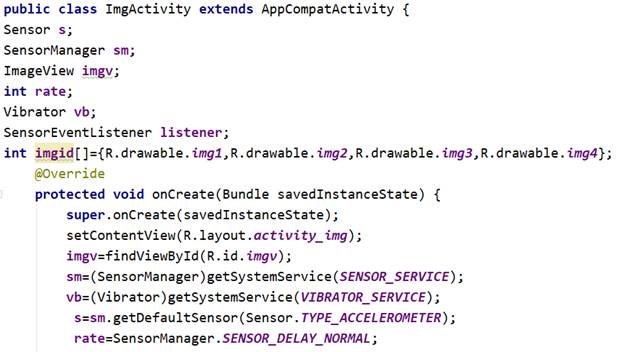 public class ImgActivity extends AppCompatActivity {
Sensor s;
SensorManager sm;
ImageView imgv;
int rate;
Vibrator vb;
SensorEventListener listener;
int imgid[]={R.drawable.img1,R.drawable.img2,R.drawable.img3,R.drawable.img4};
@Override
protected void onCreate(Bundle savedInstanceState) {
super.onCreate(savedInstanceState);
setContentView(R.layout.activity_img);
imgv=findViewById(R.id.imgv);
sm=(SensorManager)getSystemService(SENSOR_SERVICE);
vb=(Vibrator)getSystemService(VIBRATOR_SERVICE);
s=sm.getDefaultSensor(Sensor.TYPE_ACCELEROMETER);
rate=SensorManager.SENSOR_DELAY_NORMAL;